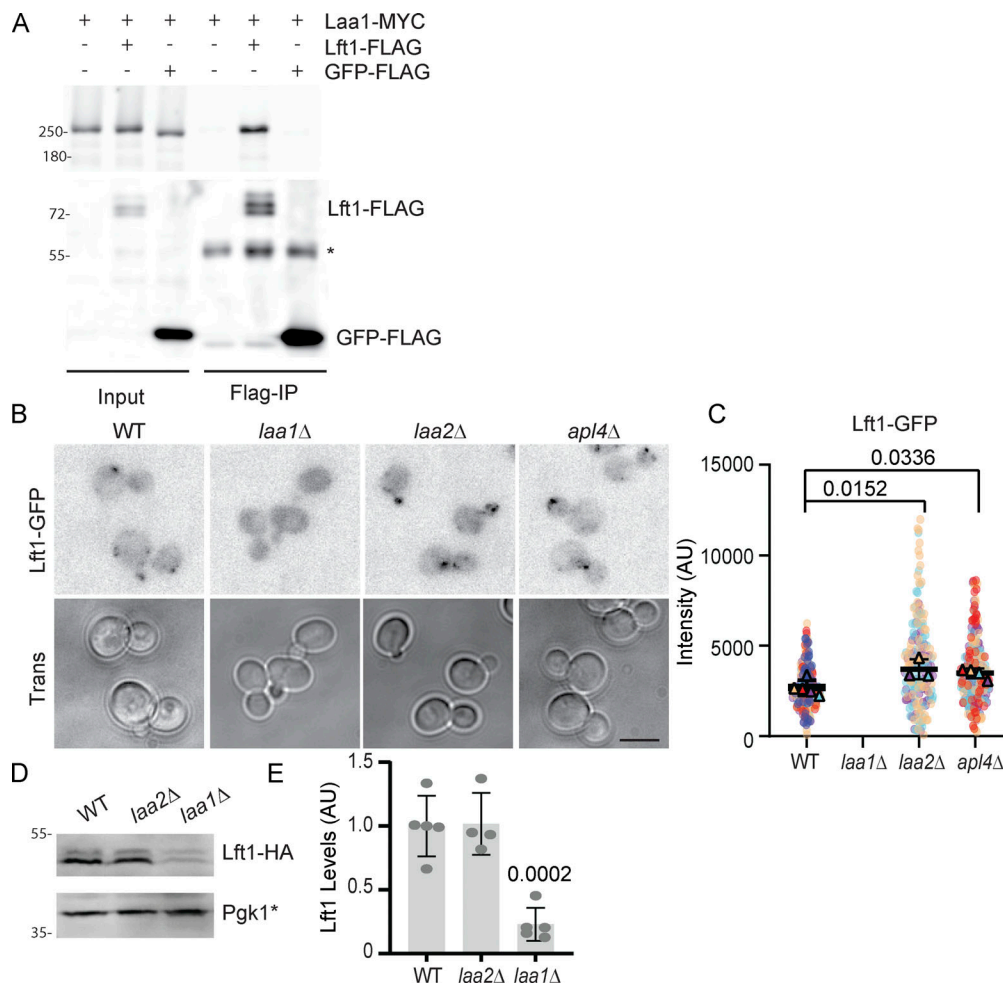 A
+ + + + + + Laa1-MYC
- + - - + - Lft1-FLAG
- - + - - + GFP-FLAG
250-
180-
72-
Lft1-FLAG
55-
*
GFP-FLAG
Input
Flag-IP
B
WT
laa1Δ
laa2Δ
apl4Δ
Lft1-GFP
Trans
C
Lft1-GFP
0.0336
0.0152
15000
10000
5000
0
Intensity (AU)
WT
laa1Δ
laa2Δ
apl4Δ
D
WT
laa2Δ
laa1Δ
55-
Lft1-HA
Pgk1*
35-
E
1.5
1.0
0.5
0
Lft1 Levels (AU)
0.0002
WT
laa2Δ
laa1Δ